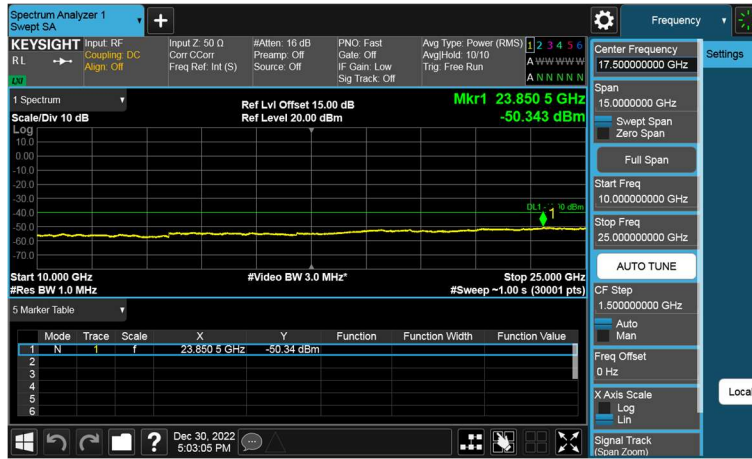 Spectrum Analyzer 1
Swept SA
Frequency
KEYSIGHT
R L
LXI
Input: RF
Coupling: DC
Align: Off
Input Z: 50 Ω
Corr CCorr
Freq Ref: Int (S)
#Atten: 16 dB
Preamp: Off
Source: Off
PNO: Fast
Gate: Off
IF Gain: Low
Sig Track: Off
Avg Type: Power (RMS)
Avg|Hold: 10/10
Trig: Free Run
1 2 3 4 5 6
A W W W W W
A N N N N N
1 Spectrum
Scale/Div 10 dB
Ref Lvl Offset 15.00 dB
Ref Level 20.00 dBm
Mkr1 23.850 5 GHz
-50.343 dBm
Log
10.0
0.00
-10.0
-20.0
-30.0
-40.0
-50.0
-60.0
-70.0
DL1
dBm
1
Start 10.000 GHz
#Res BW 1.0 MHz
#Video BW 3.0 MHz*
Stop 25.000 GHz
#Sweep ~1.00 s (30001 pts)
5 Marker Table
Mode Trace Scale X Y Function Function Width Function Value
1 N 1 f 23.850 5 GHz -50.34 dBm
2
3
4
5
6
Dec 30, 2022
5:03:05 PM
Center Frequency
17.500000000 GHz
Settings
Span
15.0000000 GHz
Swept Span
Zero Span
Full Span
Start Freq
10.000000000 GHz
Stop Freq
25.000000000 GHz
AUTO TUNE
CF Step
1.500000000 GHz
Auto
Man
Freq Offset
0 Hz
X Axis Scale
Log
Lin
Local
Signal Track
(Span Zoom)